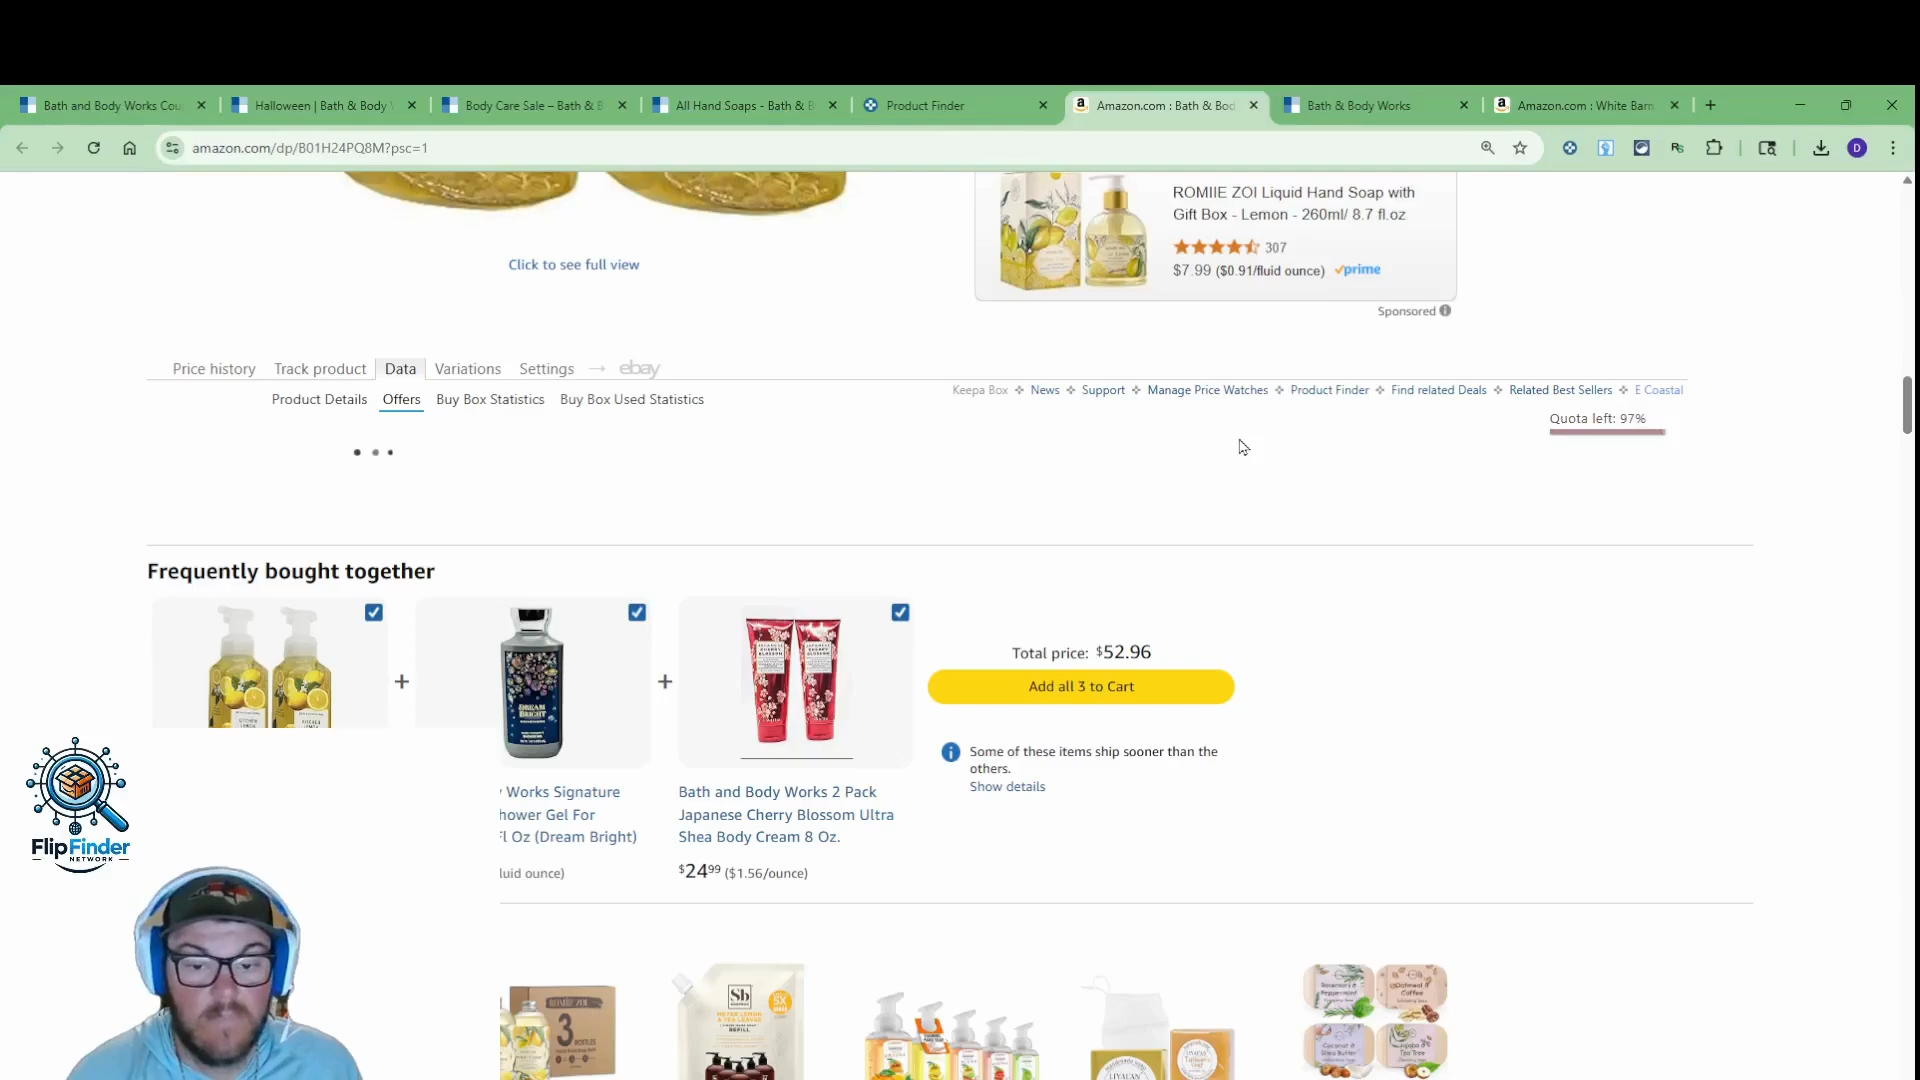 Bath and Body Works Cou
Halloween | Bath & Body
Body Care Sale – Bath & B
All Hand Soaps - Bath & B
Product Finder
Amazon.com : Bath & Bod
Bath & Body Works
Amazon.com : White Barn
amazon.com/dp/B01H24PQ8M?psc=1
D
ROMIIE ZOI Liquid Hand Soap with
Gift Box - Lemon - 260ml/ 8.7 fl.oz
307
$7.99 ($0.91/fluid ounce) prime
Sponsored
Click to see full view
Price history Track product Data Variations Settings → ebay
Keepa Box News Support Manage Price Watches Product Finder Find related Deals Related Best Sellers E Coastal
Product Details Offers Buy Box Statistics Buy Box Used Statistics
Quota left: 97%
Frequently bought together
DREAM
BRIGHT
Total price: $52.96
Add all 3 to Cart
Some of these items ship sooner than the
others.
Show details
Works Signature
hower Gel For
Fl Oz (Dream Bright)
luid ounce)
Bath and Body Works 2 Pack
Japanese Cherry Blossom Ultra
Shea Body Cream 8 Oz.
$24.99 ($1.56/ounce)
FlipFinder
NETWORK
3
BOTTLES
Sb
REFILL